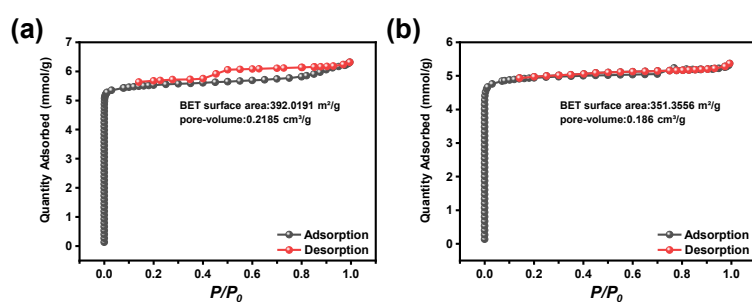 (a)
7
6
5
4
3
2
1
0
Quantity Adsorbed (mmol/g)
BET surface area:392.0191 m²/g
pore-volume:0.2185 cm³/g
Adsorption
Desorption
0.0 0.2 0.4 0.6 0.8 1.0
P/P₀
(b)
6
5
4
3
2
1
0
Quantity Adsorbed (mmol/g)
BET surface area:351.3556 m²/g
pore-volume:0.186 cm³/g
Adsorption
Desorption
0.0 0.2 0.4 0.6 0.8 1.0
P/P₀